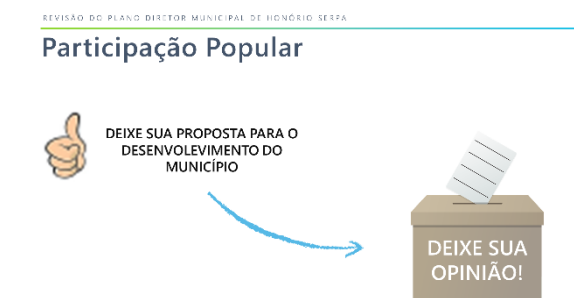 REVISÃO DO PLANO DIRETOR MUNICIPAL DE HONÓRIO SERPA
Participação Popular
DEIXE SUA PROPOSTA PARA O
DESENVOLEVIMENTO DO
MUNICÍPIO
DEIXE SUA
OPINIÃO!